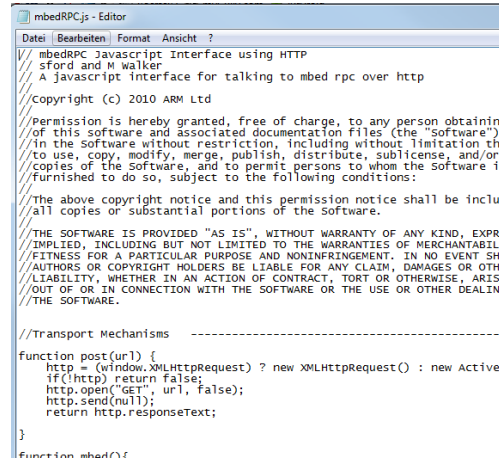 mbedRPC.js - Editor
Datei Bearbeiten Format Ansicht ?
// mbedRPC Javascript Interface using HTTP
// sford and M Walker
// A javascript interface for talking to mbed rpc over http
//
//Copyright (c) 2010 ARM Ltd
//
//Permission is hereby granted, free of charge, to any person obtainin
//of this software and associated documentation files (the "Software")
//in the Software without restriction, including without limitation th
//to use, copy, modify, merge, publish, distribute, sublicense, and/or
//copies of the Software, and to permit persons to whom the Software i
//furnished to do so, subject to the following conditions:
//
//The above copyright notice and this permission notice shall be inclu
//all copies or substantial portions of the Software.
//
//THE SOFTWARE IS PROVIDED "AS IS", WITHOUT WARRANTY OF ANY KIND, EXPR
//IMPLIED, INCLUDING BUT NOT LIMITED TO THE WARRANTIES OF MERCHANTABIL
//FITNESS FOR A PARTICULAR PURPOSE AND NONINFRINGEMENT. IN NO EVENT SH
//AUTHORS OR COPYRIGHT HOLDERS BE LIABLE FOR ANY CLAIM, DAMAGES OR OTH
//LIABILITY, WHETHER IN AN ACTION OF CONTRACT, TORT OR OTHERWISE, ARIS
//OUT OF OR IN CONNECTION WITH THE SOFTWARE OR THE USE OR OTHER DEALIN
//THE SOFTWARE.
//Transport Mechanisms ----------------------------------------
function post(url) {
http = (window.XMLHttpRequest) ? new XMLHttpRequest() : new Active
if(!http) return false;
http.open("GET", url, false);
http.send(null);
return http.responseText;
}
function mbed(){